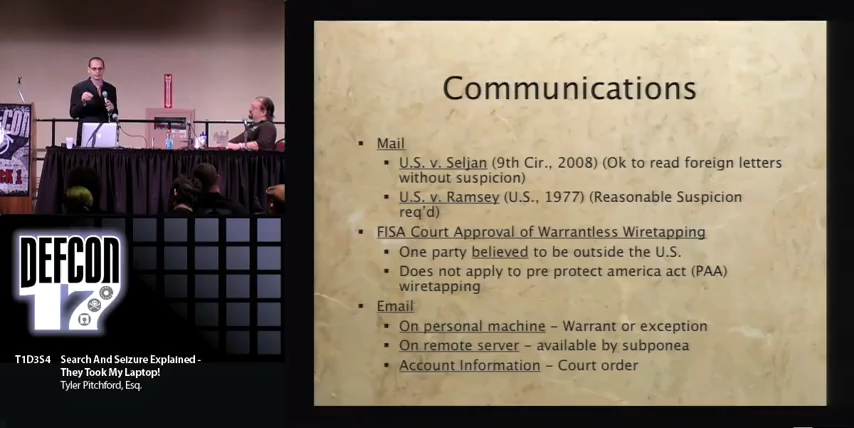 Communications
Mail
U.S. v. Seljan (9th Cir., 2008) (Ok to read foreign letters
without suspicion)
U.S. v. Ramsey (U.S., 1977) (Reasonable Suspicion
req'd)
FISA Court Approval of Warrantless Wiretapping
One party believed to be outside the U.S.
Does not apply to pre protect america act (PAA)
wiretapping
Email
On personal machine – Warrant or exception
On remote server – available by subponea
Account Information – Court order
DEFCON
DEFCON
17
T1D3S4 Search And Seizure Explained -
They Took My Laptop!
Tyler Pitchford, Esq.